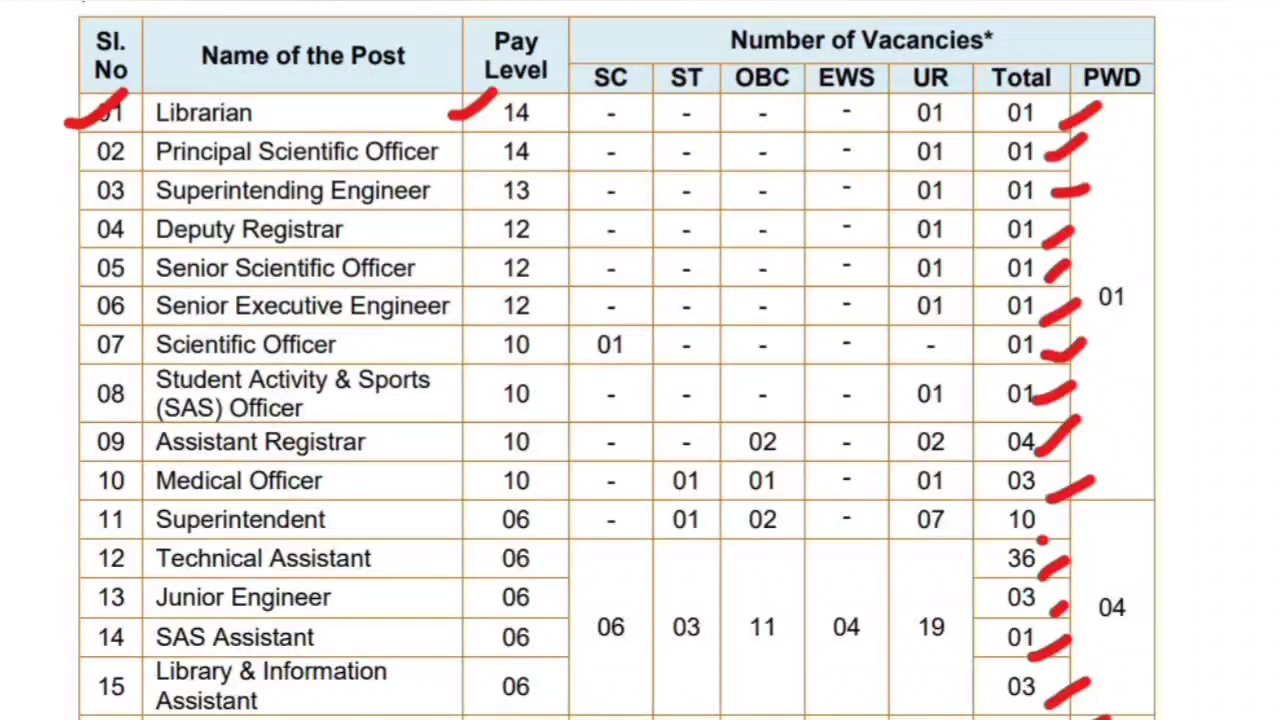 Sl. No Name of the Post Pay Level Number of Vacancies*
SC ST OBC EWS UR Total PWD
01 Librarian 14 - - - - 01 01
02 Principal Scientific Officer 14 - - - - 01 01
03 Superintending Engineer 13 - - - - 01 01
04 Deputy Registrar 12 - - - - 01 01
05 Senior Scientific Officer 12 - - - - 01 01
06 Senior Executive Engineer 12 - - - - 01 01 01
07 Scientific Officer 10 01 - - - - 01
08 Student Activity & Sports (SAS) Officer 10 - - - - 01 01
09 Assistant Registrar 10 - - 02 - 02 04
10 Medical Officer 10 - 01 01 - 01 03
11 Superintendent 06 - 01 02 - 07 10
12 Technical Assistant 06 36
13 Junior Engineer 06 03 04
14 SAS Assistant 06 06 03 11 04 19 01
15 Library & Information Assistant 06 03